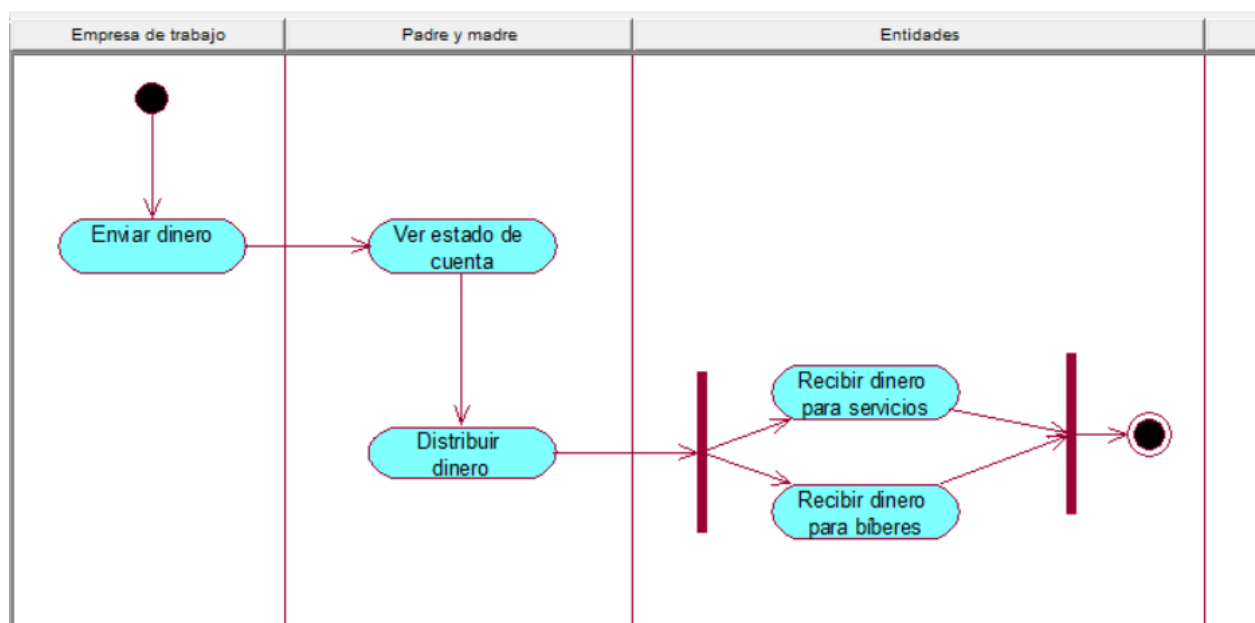 Empresa de trabajo
Padre y madre
Entidades
Enviar dinero
Ver estado de
cuenta
Distribuir
dinero
Recibir dinero
para servicios
Recibir dinero
para bíberes